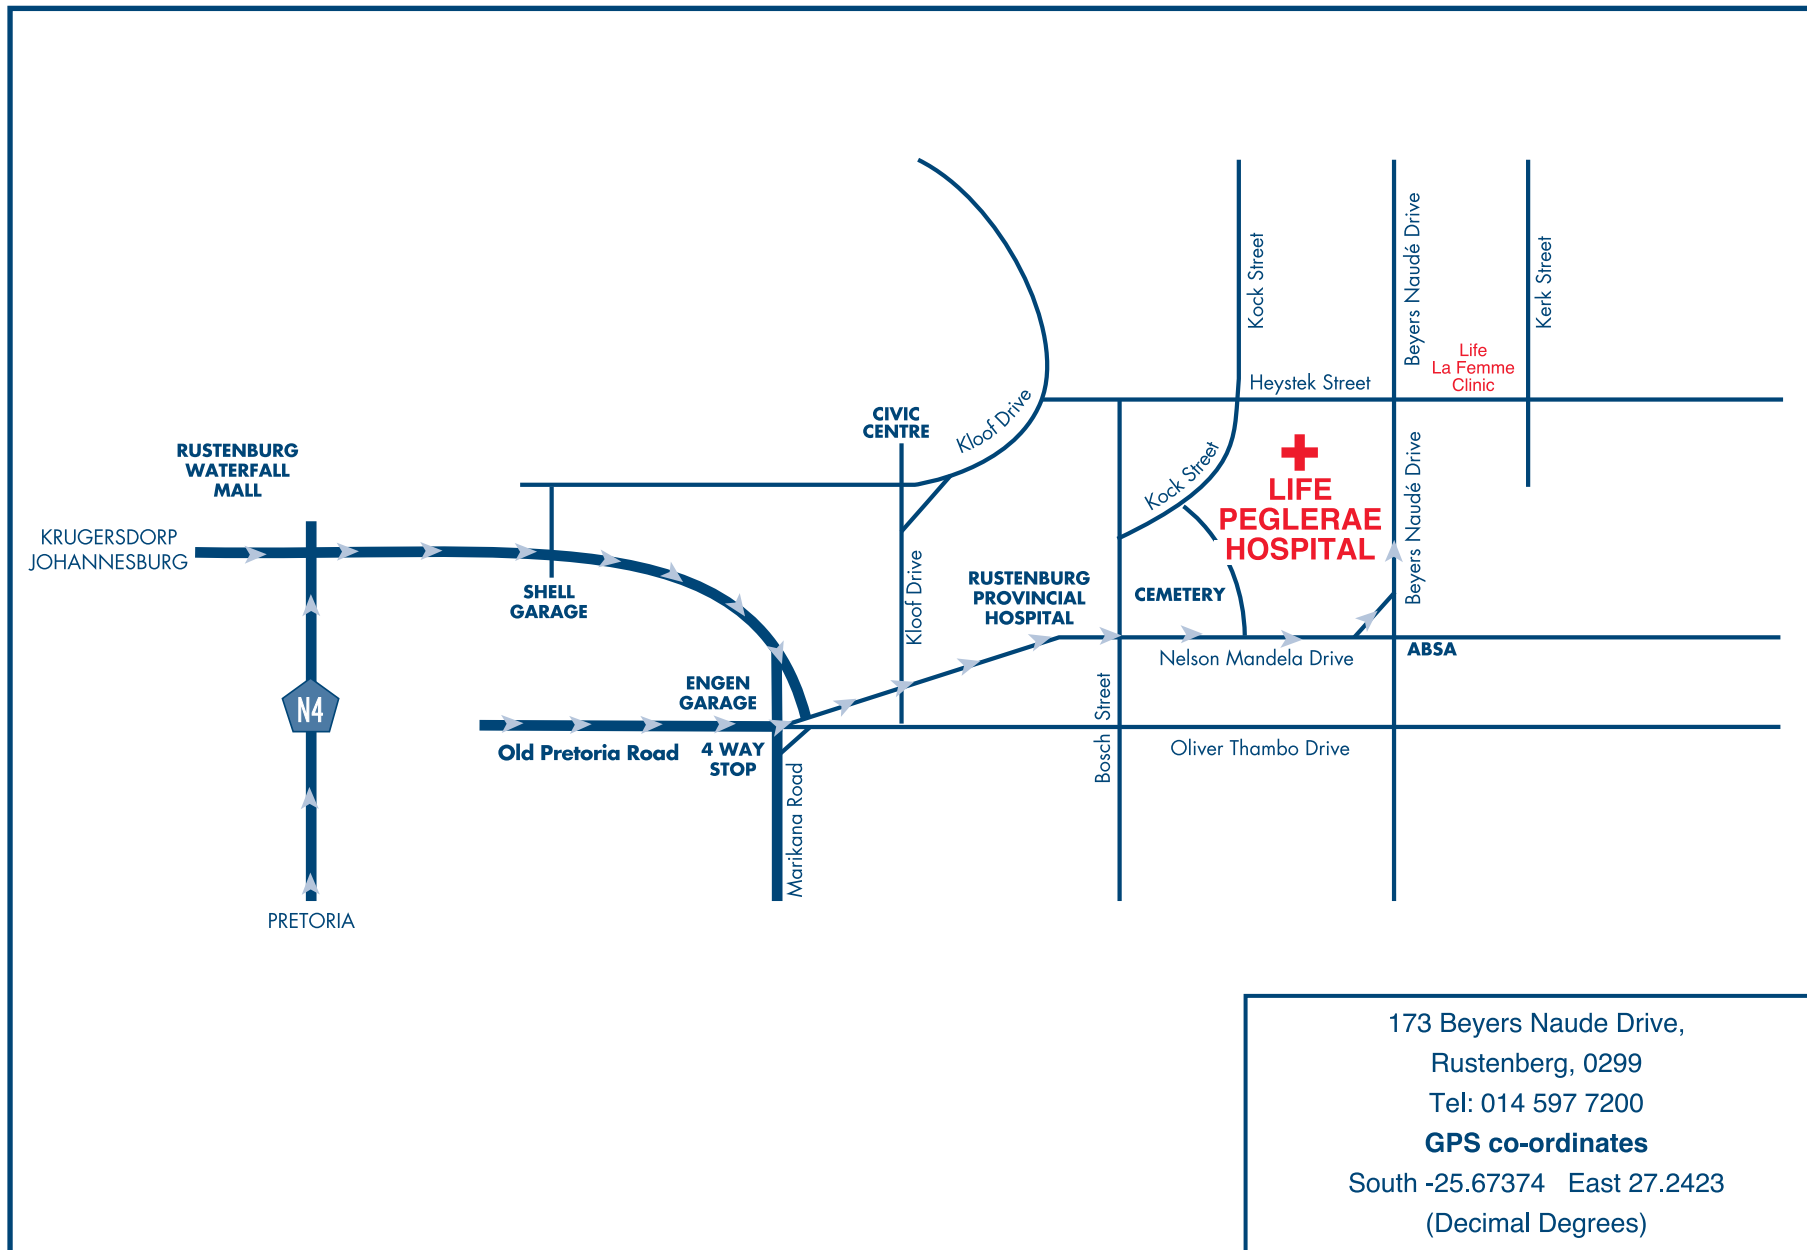 Kock Street
Beyers Naudé Drive
Kerk Street
Life
La Femme
Clinic
Heystek Street
CIVIC
CENTRE
Kloof Drive
RUSTENBURG
WATERFALL
MALL
Kock Street
LIFE
PEGLERAE
HOSPITAL
Beyers Naudé Drive
KRUGERSDORP
JOHANNESBURG
SHELL
GARAGE
Kloof Drive
RUSTENBURG
PROVINCIAL
HOSPITAL
CEMETERY
Nelson Mandela Drive
ABSA
ENGEN
GARAGE
N4
Old Pretoria Road
4 WAY
STOP
Bosch Street
Oliver Thambo Drive
Marikana Road
PRETORIA
173 Beyers Naude Drive,
Rustenberg, 0299
Tel: 014 597 7200
GPS co-ordinates
South -25.67374 East 27.2423
(Decimal Degrees)